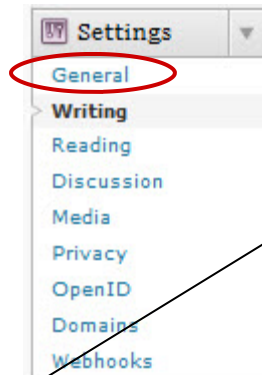 Settings
General
Writing
Reading
Discussion
Media
Privacy
OpenID
Domains
Webhooks